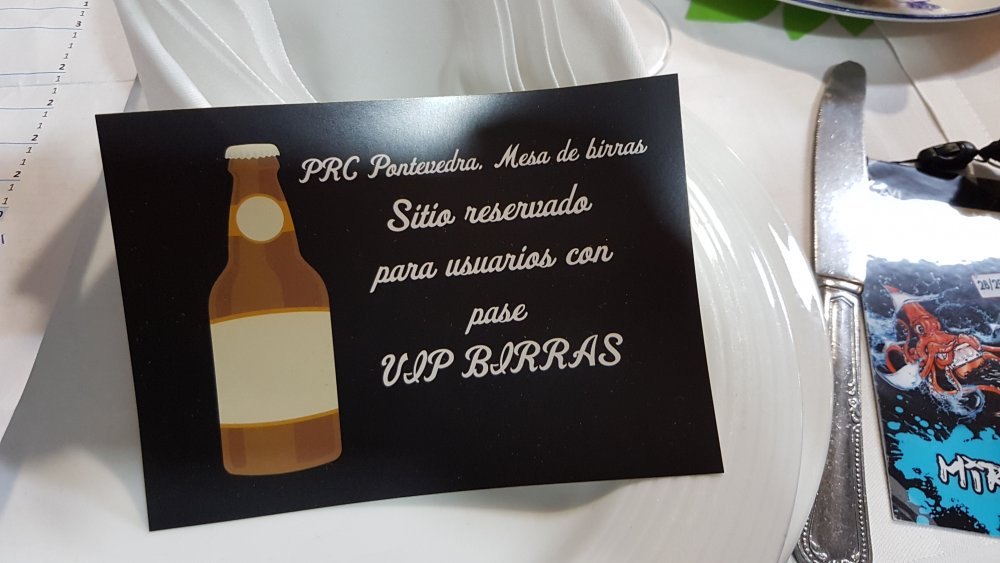 PRC Pontevedra. Mesa de birras
Sitio reservado
para usuarios con
pase
VIP BIRRAS